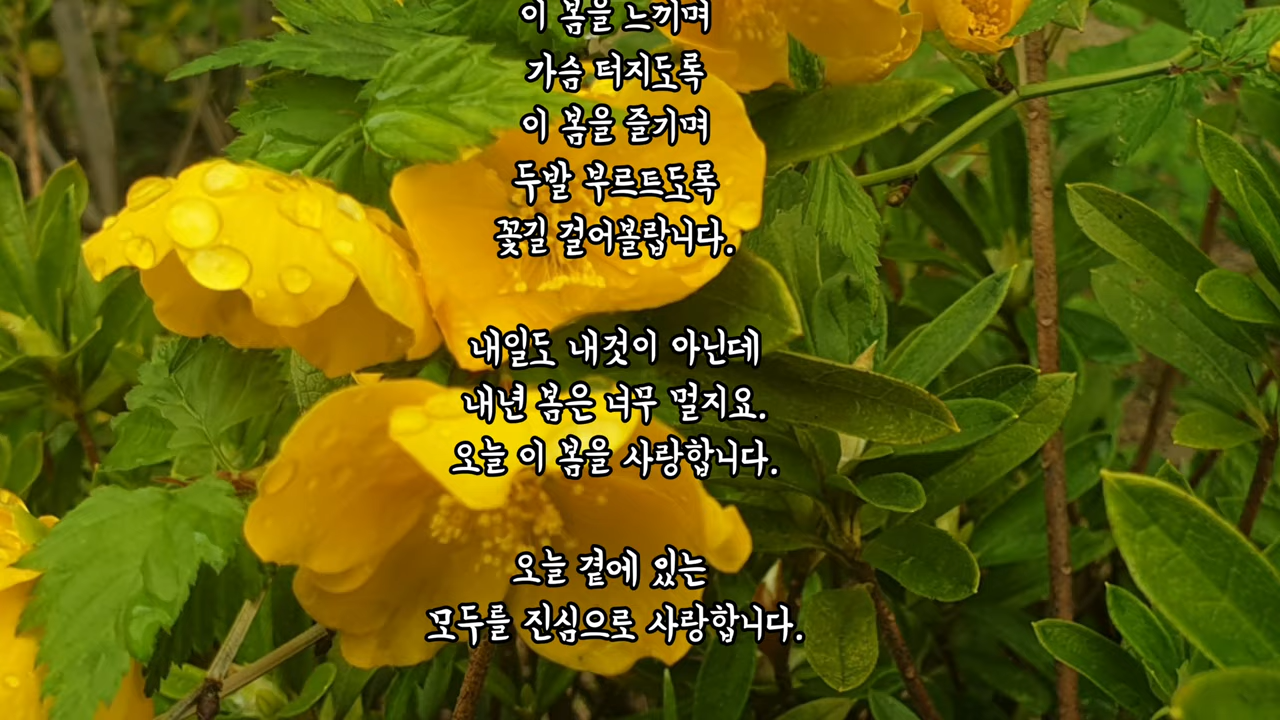 이 봄을 느끼며
가슴 터지도록
이 봄을 즐기며
두발 부르트도록
꽃길 걸어볼랍니다.
내일도 내것이 아닌데
내년 봄은 너무 멀지요.
오늘 이 봄을 사랑합니다.
오늘 곁에 있는
모두를 진심으로 사랑합니다.